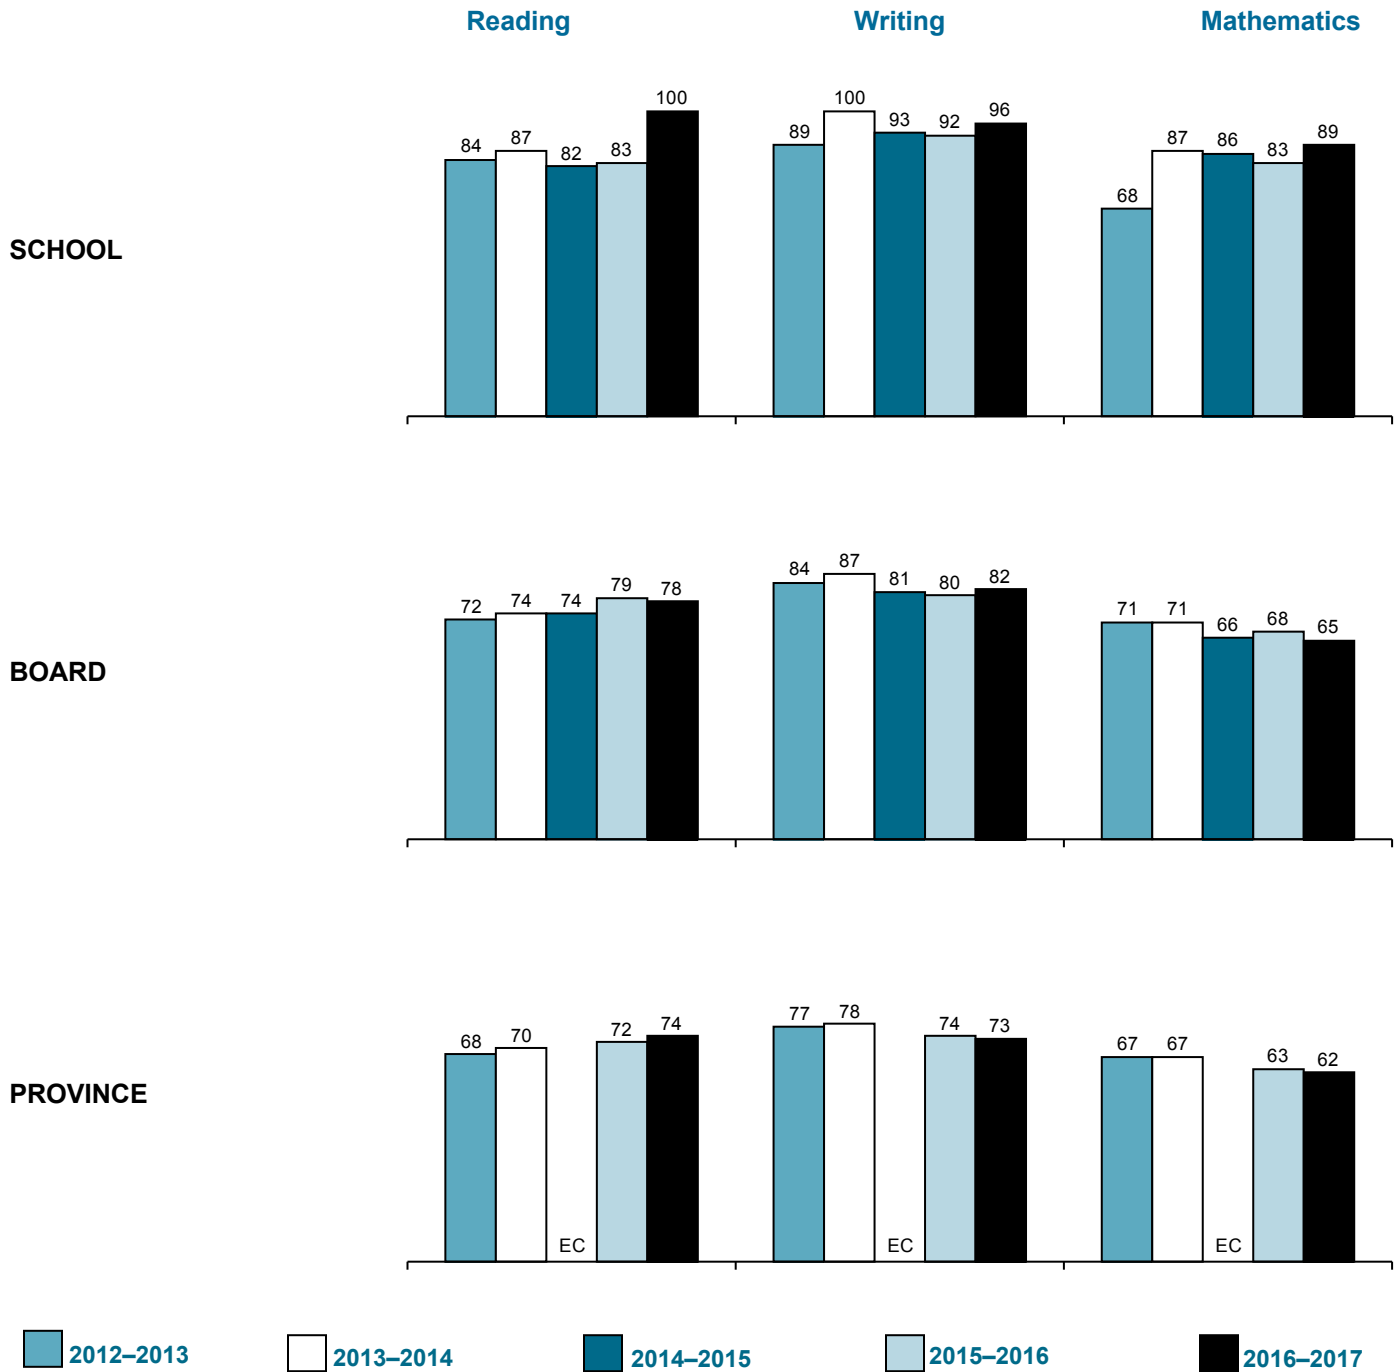 Reading Writing Mathematics
SCHOOL
84 87 82 83 100 89 100 93 92 96 68 87 86 83 89
BOARD
72 74 74 79 78 84 87 81 80 82 71 71 66 68 65
PROVINCE
68 70 EC 72 74 77 78 EC 74 73 67 67 EC 63 62
2012–2013 2013–2014 2014–2015 2015–2016 2016–2017